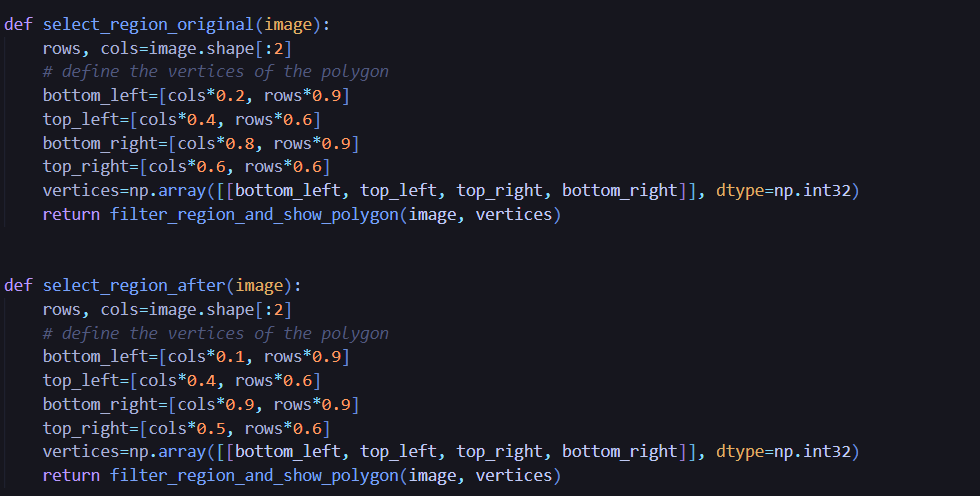 def select_region_original(image):
    rows, cols=image.shape[:2]
    # define the vertices of the polygon
    bottom_left=[cols*0.2, rows*0.9]
    top_left=[cols*0.4, rows*0.6]
    bottom_right=[cols*0.8, rows*0.9]
    top_right=[cols*0.6, rows*0.6]
    vertices=np.array([[bottom_left, top_left, top_right, bottom_right]], dtype=np.int32)
    return filter_region_and_show_polygon(image, vertices)
def select_region_after(image):
    rows, cols=image.shape[:2]
    # define the vertices of the polygon
    bottom_left=[cols*0.1, rows*0.9]
    top_left=[cols*0.4, rows*0.6]
    bottom_right=[cols*0.9, rows*0.9]
    top_right=[cols*0.5, rows*0.6]
    vertices=np.array([[bottom_left, top_left, top_right, bottom_right]], dtype=np.int32)
    return filter_region_and_show_polygon(image, vertices)